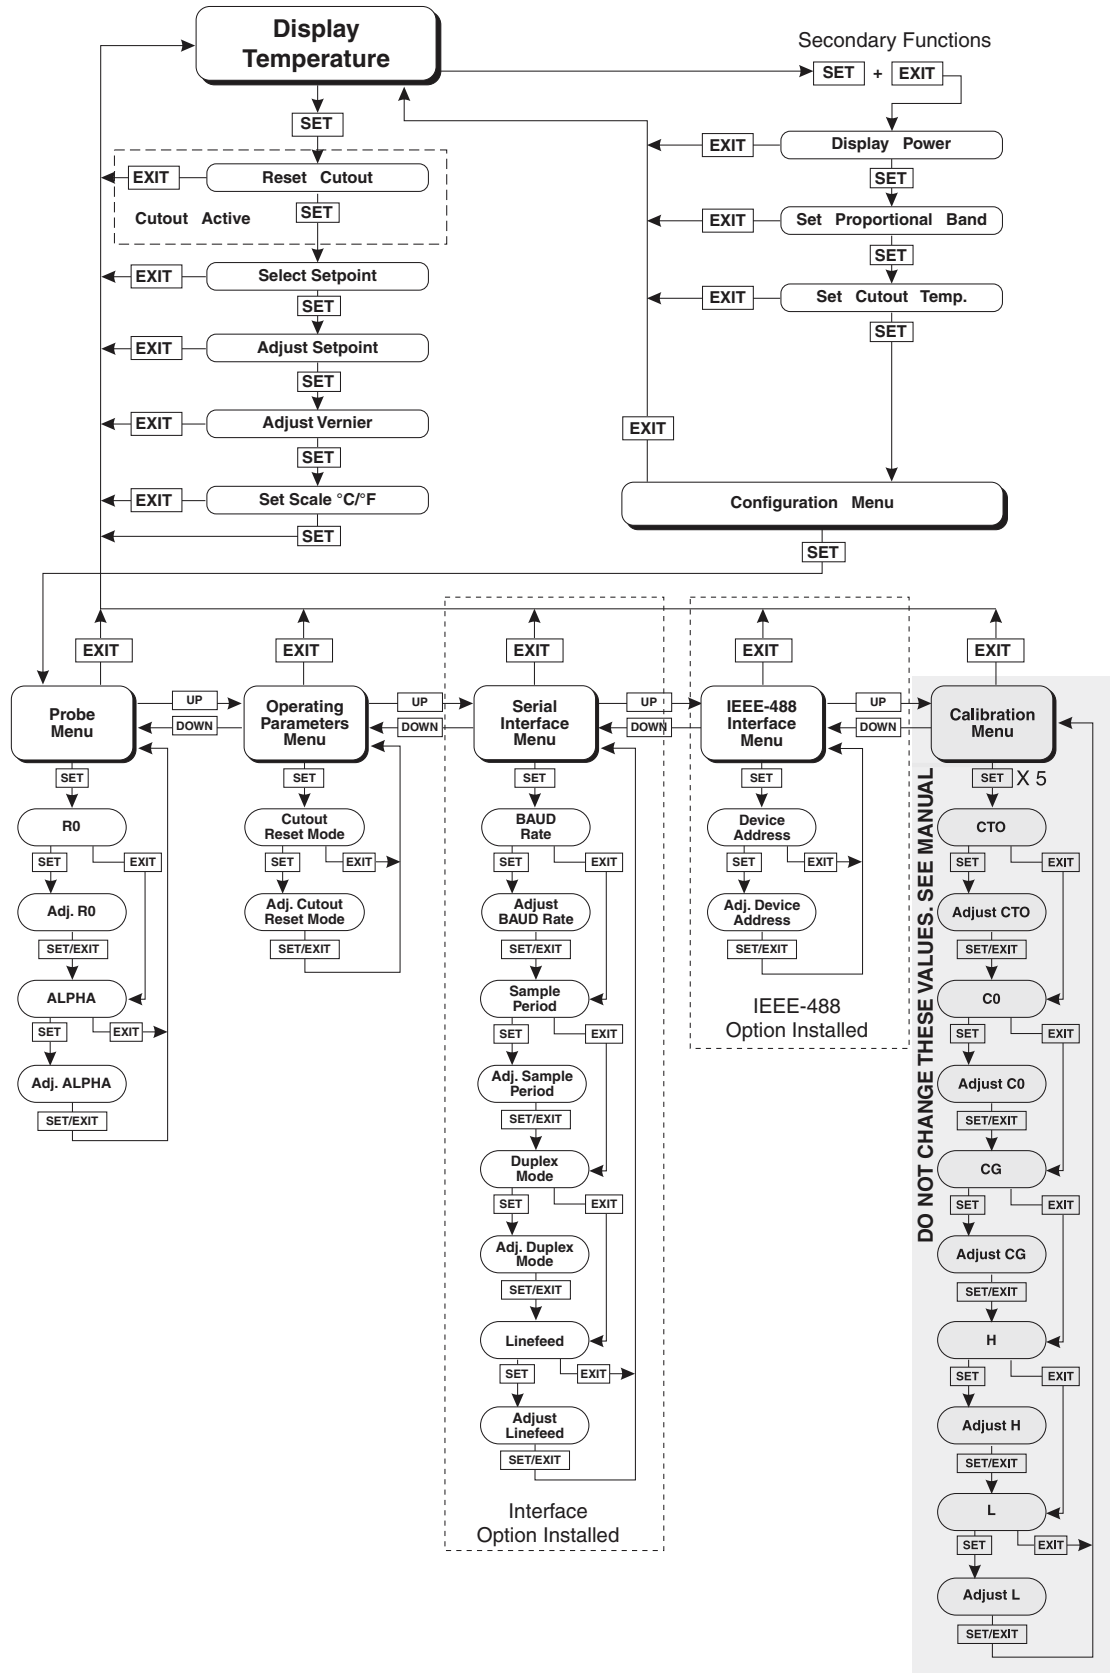 Display
Temperature
Secondary Functions
SET + EXIT
SET
EXIT
Reset Cutout
Cutout Active
SET
EXIT
Select Setpoint
SET
EXIT
Adjust Setpoint
SET
EXIT
Adjust Vernier
SET
EXIT
Set Scale °C/°F
SET
EXIT
Display Power
SET
EXIT
Set Proportional Band
SET
EXIT
Set Cutout Temp.
SET
EXIT
Configuration Menu
SET
EXIT
EXIT
EXIT
EXIT
EXIT
Probe
Menu
UP
DOWN
Operating
Parameters
Menu
UP
DOWN
Serial
Interface
Menu
UP
DOWN
IEEE-488
Interface
Menu
UP
DOWN
Calibration
Menu
SET
R0
SET
EXIT
Adj. R0
SET/EXIT
ALPHA
SET
EXIT
Adj. ALPHA
SET/EXIT
SET
Cutout
Reset Mode
SET
EXIT
Adj. Cutout
Reset Mode
SET/EXIT
SET
BAUD
Rate
SET
EXIT
Adjust
BAUD Rate
SET/EXIT
Sample
Period
SET
EXIT
Adj. Sample
Period
SET/EXIT
Duplex
Mode
SET
EXIT
Adj. Duplex
Mode
SET/EXIT
Linefeed
SET
EXIT
Adjust
Linefeed
SET/EXIT
Interface
Option Installed
SET
Device
Address
SET
EXIT
Adj. Device
Address
SET/EXIT
IEEE-488
Option Installed
DO NOT CHANGE THESE VALUES. SEE MANUAL
SET X 5
CTO
SET
EXIT
Adjust CTO
SET/EXIT
C0
SET
EXIT
Adjust C0
SET/EXIT
CG
SET
EXIT
Adjust CG
SET/EXIT
H
SET
EXIT
Adjust H
SET/EXIT
L
SET
EXIT
Adjust L
SET/EXIT